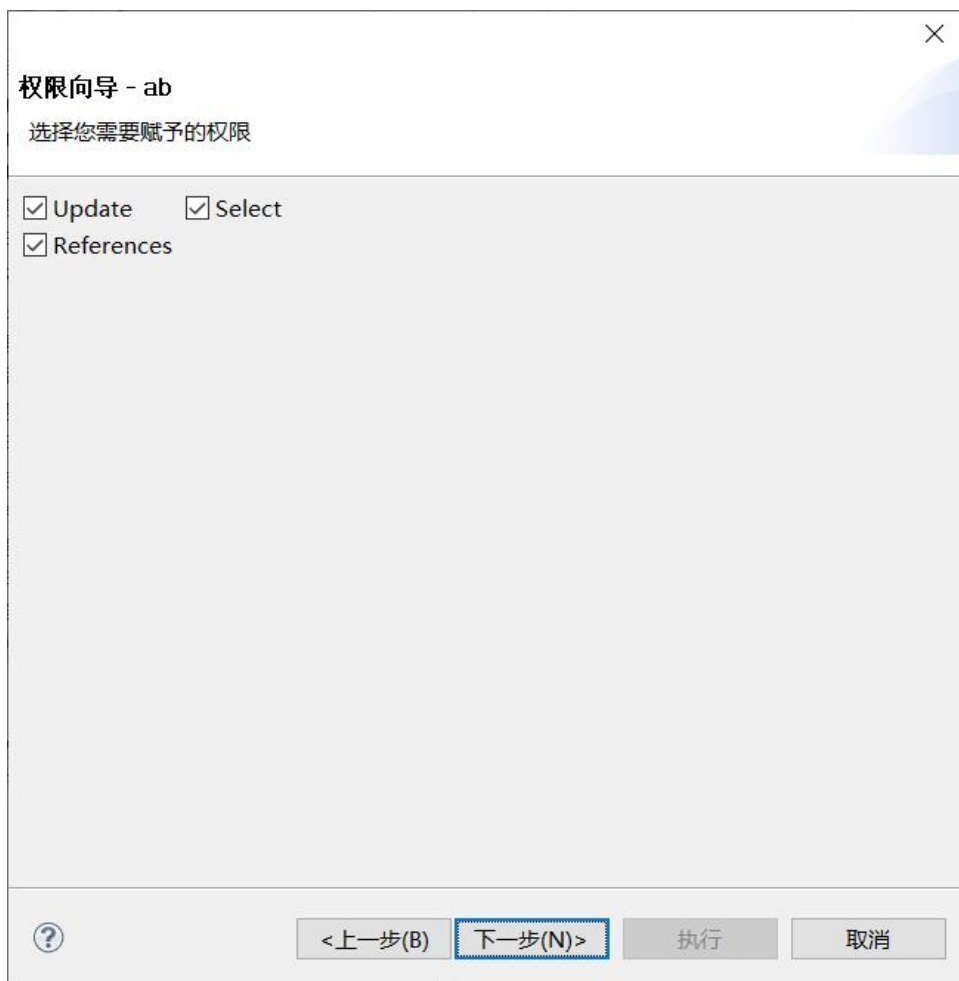 权限向导 - ab
选择您需要赋予的权限
Update Select
References
? <上一步(B) 下一步(N)> 执行 取消